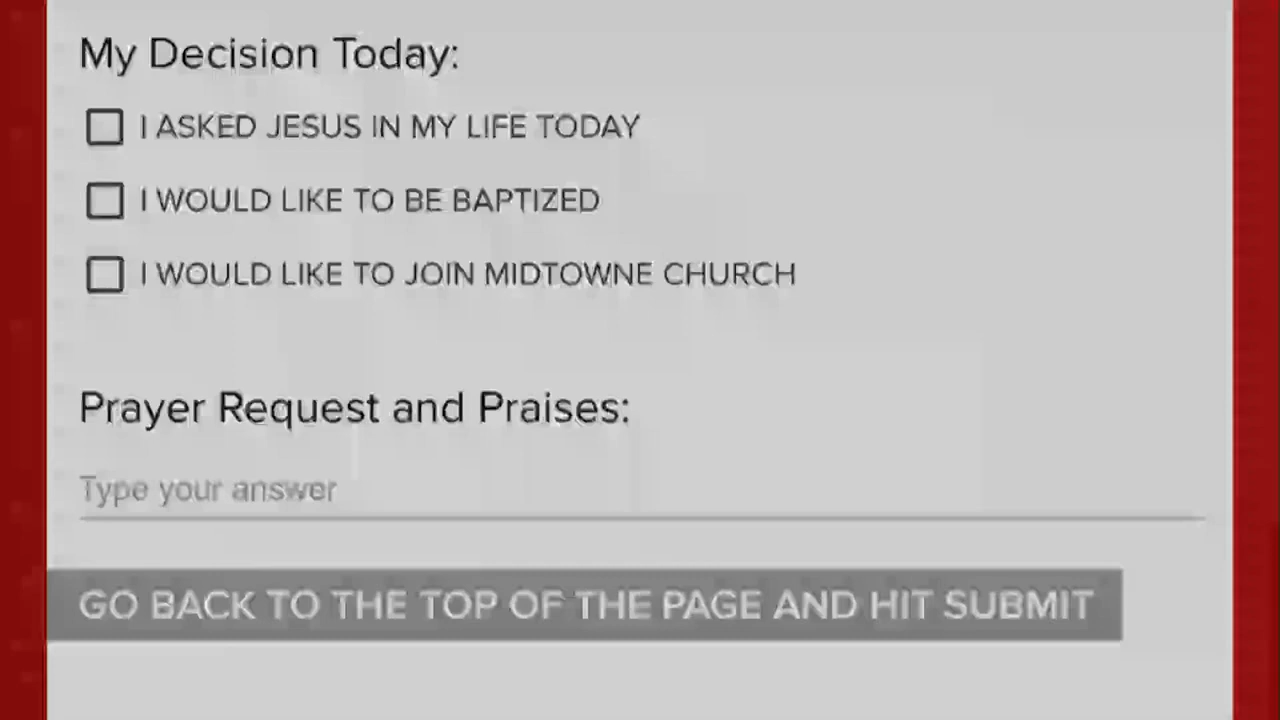 My Decision Today:
I ASKED JESUS IN MY LIFE TODAY
I WOULD LIKE TO BE BAPTIZED
I WOULD LIKE TO JOIN MIDTOWNE CHURCH
Prayer Request and Praises:
Type your answer
GO BACK TO THE TOP OF THE PAGE AND HIT SUBMIT